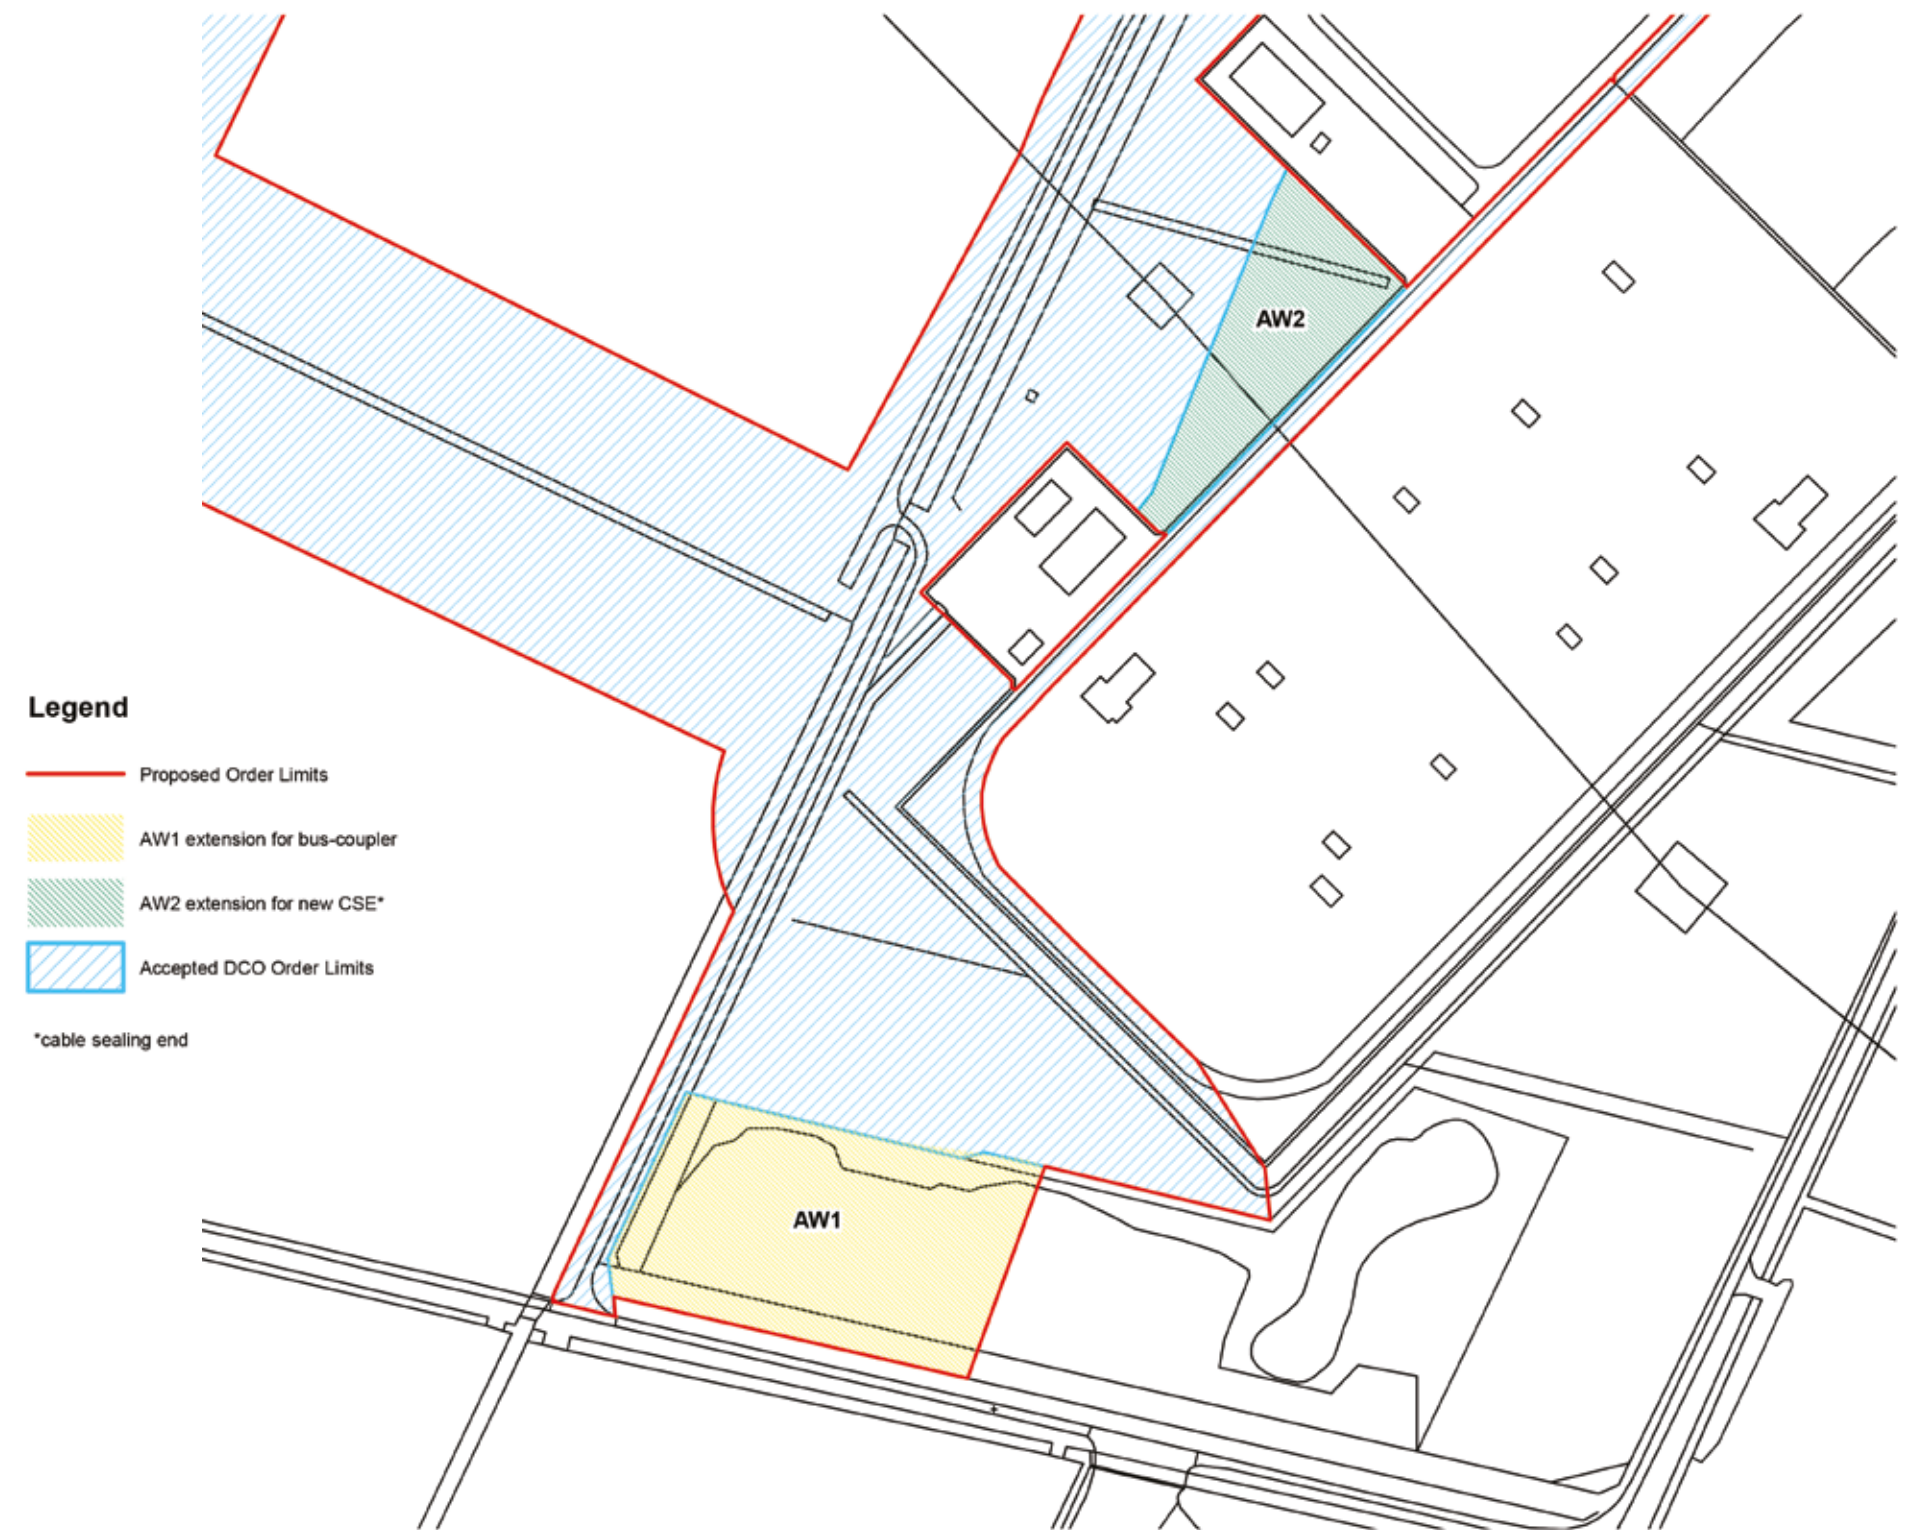 AW2
Legend
Proposed Order Limits
AW1 extension for bus-coupler
AW2 extension for new CSE*
Accepted DCO Order Limits
*cable sealing end
AW1